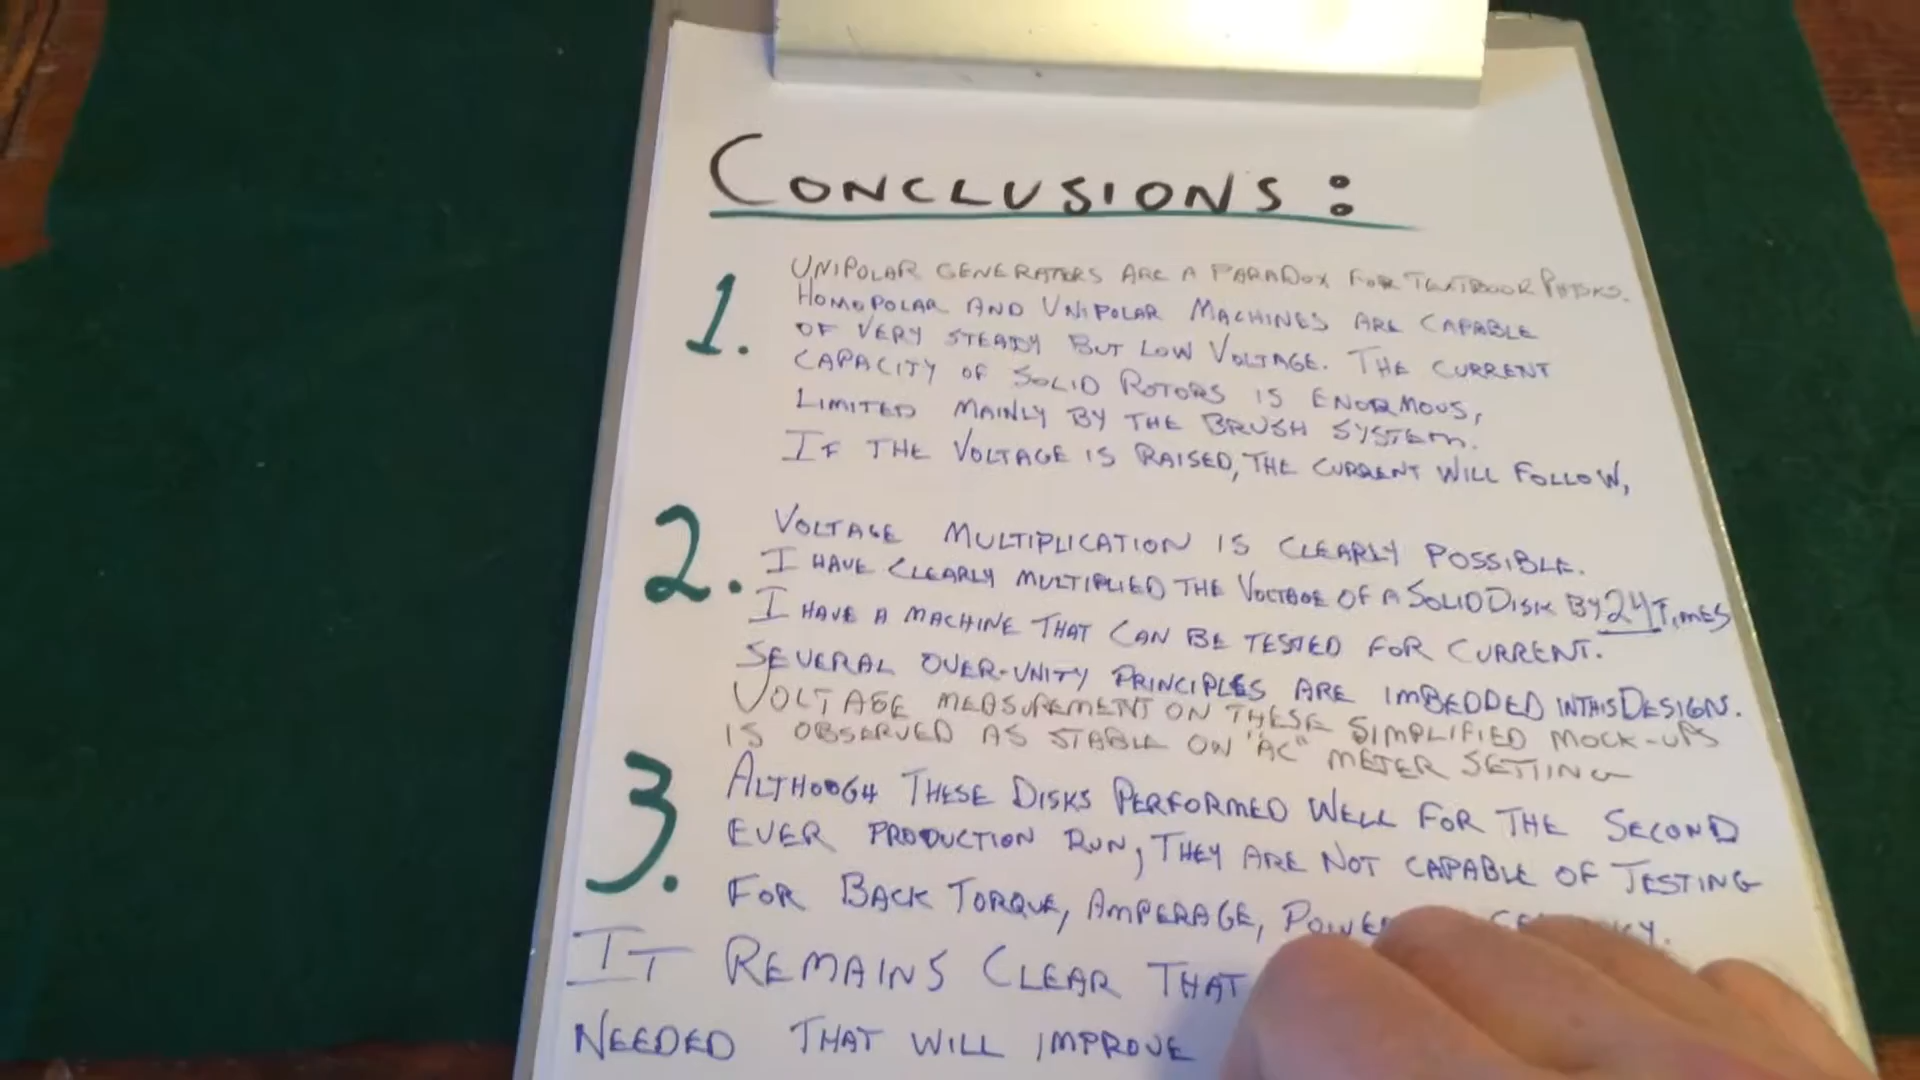 CONCLUSIONS:
1. UNIPOLAR GENERATORS ARE A PARADOX FOR TEXTBOOK PHYSICS.
HOMOPOLAR AND UNIPOLAR MACHINES ARE CAPABLE
OF VERY STEADY BUT LOW VOLTAGE. THE CURRENT
CAPACITY OF SOLID ROTORS IS ENORMOUS,
LIMITED MAINLY BY THE BRUSH SYSTEM.
IF THE VOLTAGE IS RAISED, THE CURRENT WILL FOLLOW,
2. VOLTAGE MULTIPLICATION IS CLEARLY POSSIBLE.
I HAVE CLEARLY MULTIPLIED THE VOLTAGE OF A SOLID DISK BY 24 TIMES
I HAVE A MACHINE THAT CAN BE TESTED FOR CURRENT.
SEVERAL OVER-UNITY PRINCIPLES ARE IMBEDDED IN THIS DESIGN.
VOLTAGE MEASUREMENT ON THESE SIMPLIFIED MOCK-UPS
IS OBSERVED AS STABLE ON "AC" METER SETTING
3. ALTHOUGH THESE DISKS PERFORMED WELL FOR THE SECOND
EVER PRODUCTION RUN, THEY ARE NOT CAPABLE OF TESTING
FOR BACK TORQUE, AMPERAGE, POWER
IT REMAINS CLEAR THAT
NEEDED THAT WILL IMPROVE